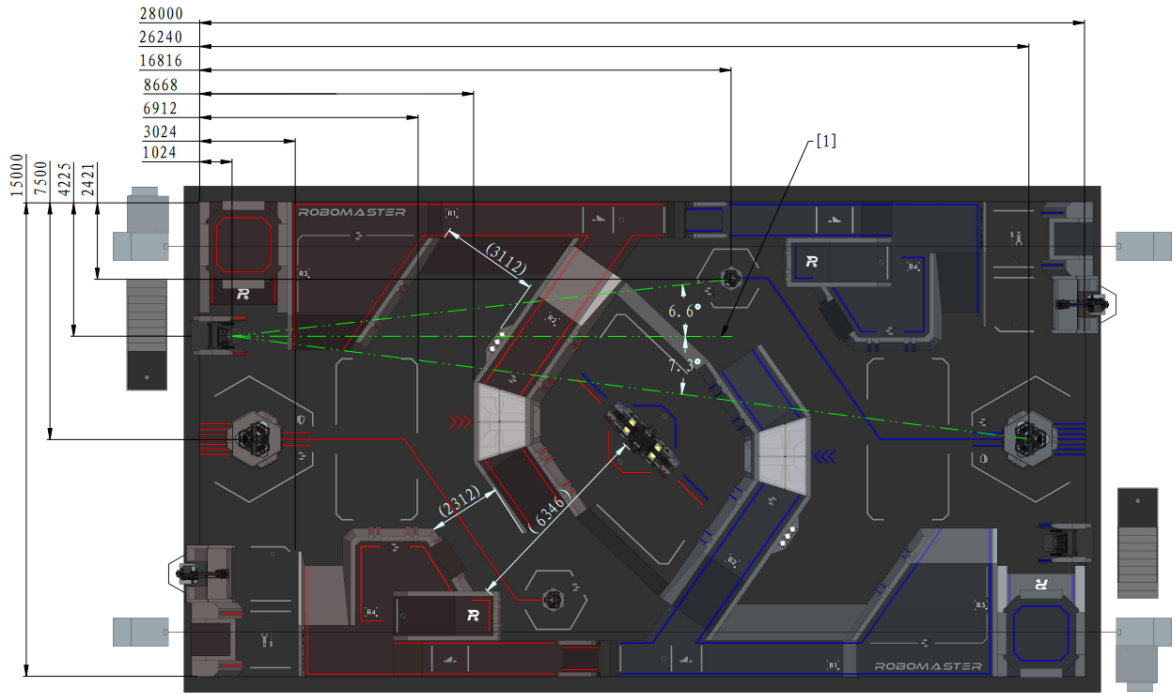 28000
26240
16816
8668
6912
3024
1024
15000
7500
4225
2421
[1]
ROBOMASTER
R1
R3
(3112)
R2
R
B4
R
6.6°
7.3°
(2312)
(6346)
B2
R4
R
B3
R
B1
ROBOMASTER